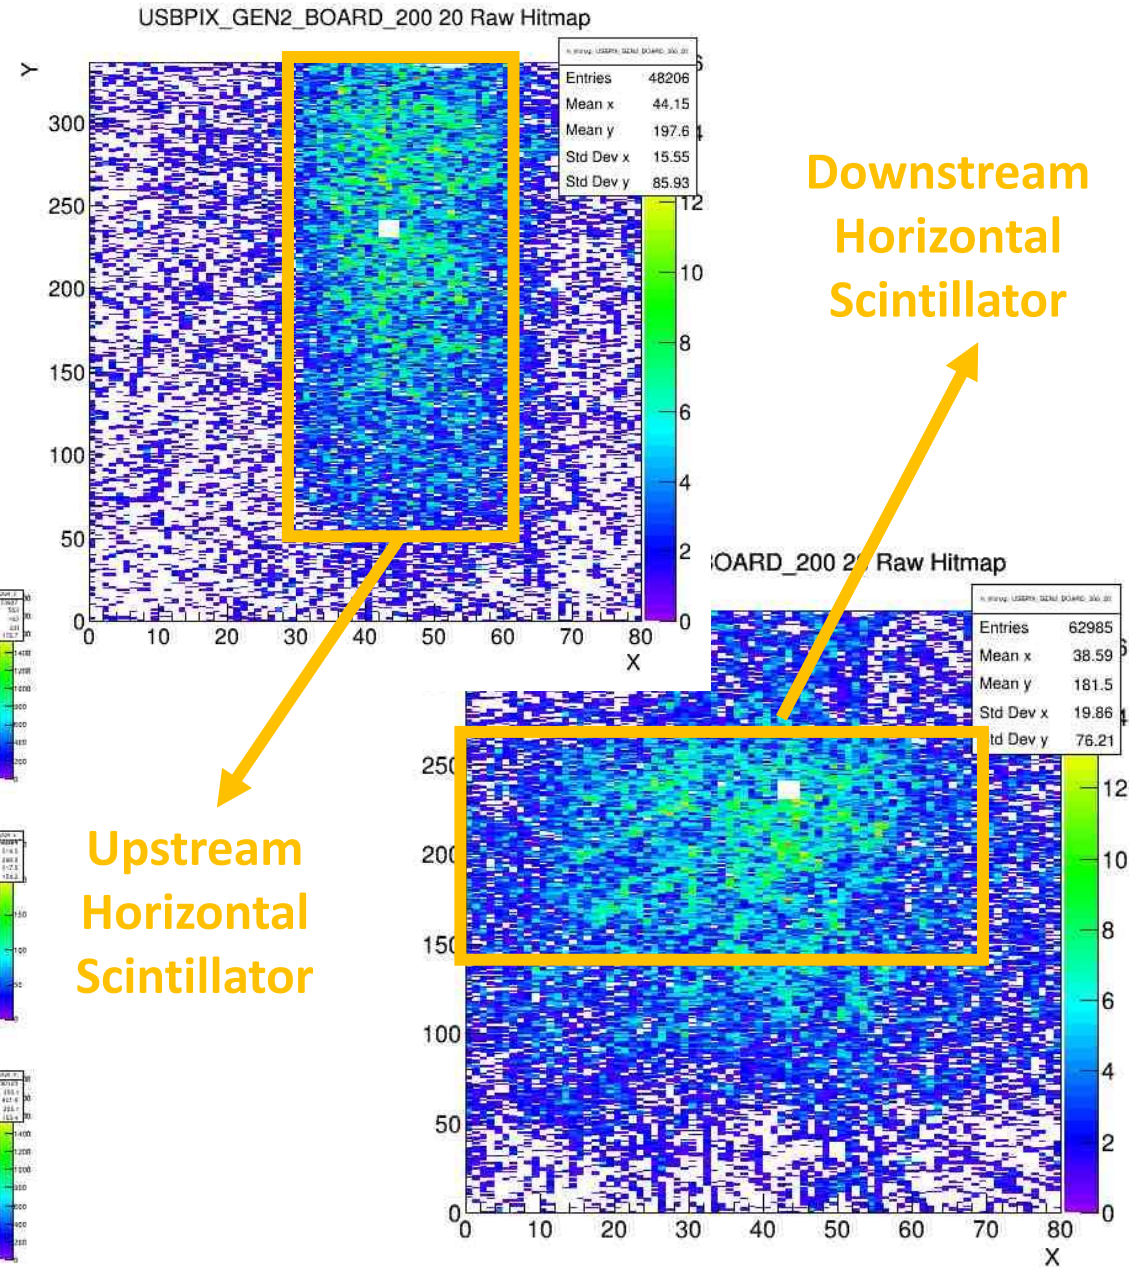 USBPIX_GEN2_BOARD_200 20 Raw Hitmap
Y
Entries 48206
Mean x 44.15
Mean y 197.6
Std Dev x 15.55
Std Dev y 85.93
300
250
200
150
100
50
0
0 10 20 30 40 50 60 70 80
X
12
10
8
6
4
2
0
Downstream
Horizontal
Scintillator
Upstream
Horizontal
Scintillator
BOARD_200 20 Raw Hitmap
Entries 62985
Mean x 38.59
Mean y 181.5
Std Dev x 19.86
Std Dev y 76.21
250
200
150
100
50
0
0 10 20 30 40 50 60 70 80
X
12
10
8
6
4
2
0